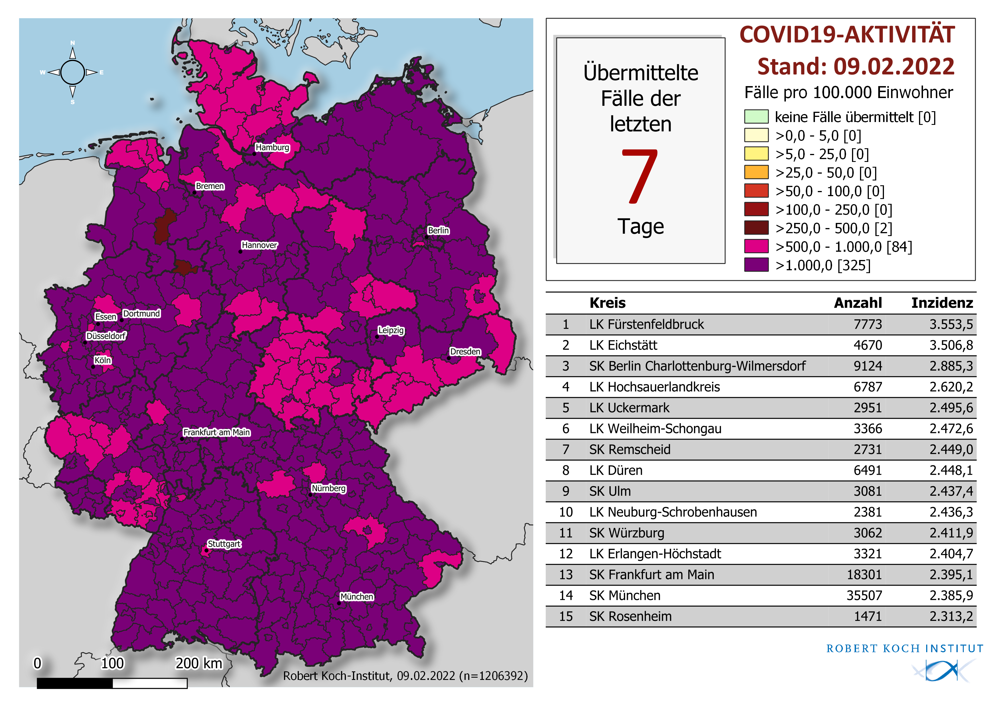 N
W
E
S
Hamburg
Bremen
Berlin
Hannover
Essen
Dortmund
Düsseldorf
Leipzig
Dresden
Köln
Frankfurt am Main
Nürnberg
Stuttgart
München
0 100 200 km
Robert Koch-Institut, 09.02.2022 (n=1206392)
Übermittelte
Fälle der
letzten
7
Tage
COVID19-AKTIVITÄT
Stand: 09.02.2022
Fälle pro 100.000 Einwohner
keine Fälle übermittelt [0]
>0,0 - 5,0 [0]
>5,0 - 25,0 [0]
>25,0 - 50,0 [0]
>50,0 - 100,0 [0]
>100,0 - 250,0 [0]
>250,0 - 500,0 [2]
>500,0 - 1.000,0 [84]
>1.000,0 [325]
Kreis Anzahl Inzidenz
1 LK Fürstenfeldbruck 7773 3.553,5
2 LK Eichstätt 4670 3.506,8
3 SK Berlin Charlottenburg-Wilmersdorf 9124 2.885,3
4 LK Hochsauerlandkreis 6787 2.620,2
5 LK Uckermark 2951 2.495,6
6 LK Weilheim-Schongau 3366 2.472,6
7 SK Remscheid 2731 2.449,0
8 LK Düren 6491 2.448,1
9 SK Ulm 3081 2.437,4
10 LK Neuburg-Schrobenhausen 2381 2.436,3
11 SK Würzburg 3062 2.411,9
12 LK Erlangen-Höchstadt 3321 2.404,7
13 SK Frankfurt am Main 18301 2.395,1
14 SK München 35507 2.385,9
15 SK Rosenheim 1471 2.313,2
ROBERT KOCH INSTITUT